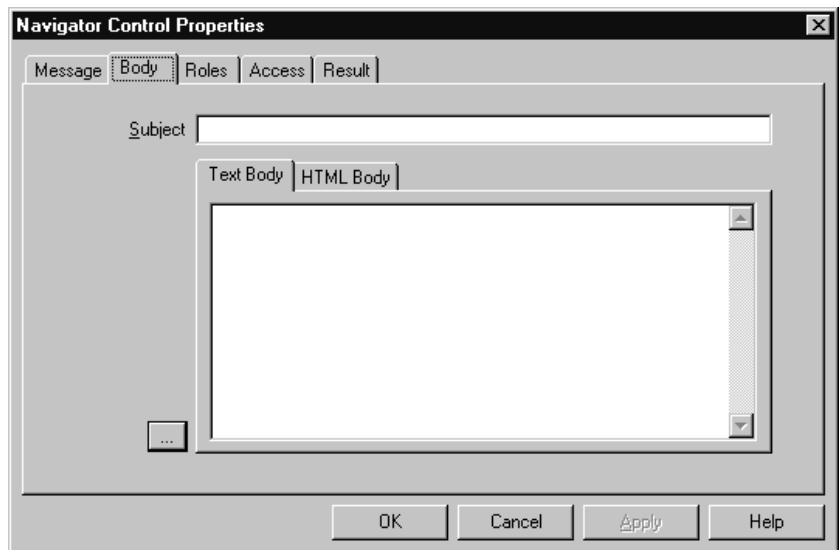 Navigator Control Properties
Message Body Roles Access Result
Subject
Text Body HTML Body
...
OK Cancel Apply Help